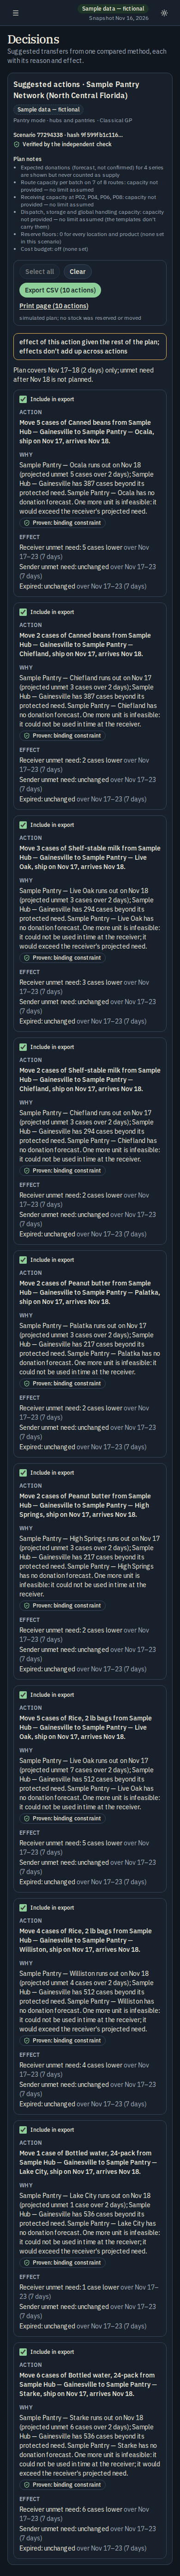 Sample data — fictional
Snapshot Nov 16, 2026
Decisions
Suggested transfers from one compared method, each
with its reason and effect.
Suggested actions · Sample Pantry
Network (North Central Florida)
Sample data — fictional
Pantry mode · hubs and pantries · Classical GP
Scenario 77294338 · hash 9f599ffb1c116…
Verified by the independent check
Plan notes
Expected donations (forecast, not committed) for 4 series
are shown but never counted as supply
Route capacity per batch on 7 of 8 routes: capacity not
provided — no limit assumed
Receiving capacity at P02, P04, P06, P08: capacity not
provided — no limit assumed
Dispatch, storage and global handling capacity: capacity
not provided — no limit assumed (the templates don't
carry them)
Reserve floors: 0 for every location and product (none set
in this scenario)
Cost budget: off (none set)
Select all
Clear
Export CSV (10 actions)
Print page (10 actions)
simulated plan; no stock was reserved or moved
effect of this action given the rest of the plan;
effects don't add up across actions
Plan covers Nov 17–18 (2 days) only; unmet need
after Nov 18 is not planned.
Include in export
ACTION
Move 5 cases of Canned beans from Sample
Hub — Gainesville to Sample Pantry — Ocala,
ship on Nov 17, arrives Nov 18.
WHY
Sample Pantry — Ocala runs out on Nov 18
(projected unmet 5 cases over 2 days); Sample
Hub — Gainesville has 387 cases beyond its
protected need. Sample Pantry — Ocala has no
donation forecast. One more unit is infeasible: it
would exceed the receiver's protected need.
Proven: binding constraint
EFFECT
Receiver unmet need: 5 cases lower over Nov
17–23 (7 days)
Sender unmet need: unchanged over Nov 17–23
(7 days)
Expired: unchanged over Nov 17–23 (7 days)
Include in export
ACTION
Move 2 cases of Canned beans from Sample
Hub — Gainesville to Sample Pantry —
Chiefland, ship on Nov 17, arrives Nov 18.
WHY
Sample Pantry — Chiefland runs out on Nov 17
(projected unmet 3 cases over 2 days); Sample
Hub — Gainesville has 387 cases beyond its
protected need. Sample Pantry — Chiefland has
no donation forecast. One more unit is infeasible:
it could not be used in time at the receiver.
Proven: binding constraint
EFFECT
Receiver unmet need: 2 cases lower over Nov
17–23 (7 days)
Sender unmet need: unchanged over Nov 17–23
(7 days)
Expired: unchanged over Nov 17–23 (7 days)
Include in export
ACTION
Move 3 cases of Shelf-stable milk from Sample
Hub — Gainesville to Sample Pantry — Live
Oak, ship on Nov 17, arrives Nov 18.
WHY
Sample Pantry — Live Oak runs out on Nov 18
(projected unmet 3 cases over 2 days); Sample
Hub — Gainesville has 294 cases beyond its
protected need. Sample Pantry — Live Oak has
no donation forecast. One more unit is infeasible:
it could not be used in time at the receiver; it
would exceed the receiver's protected need.
Proven: binding constraint
EFFECT
Receiver unmet need: 3 cases lower over Nov
17–23 (7 days)
Sender unmet need: unchanged over Nov 17–23
(7 days)
Expired: unchanged over Nov 17–23 (7 days)
Include in export
ACTION
Move 2 cases of Shelf-stable milk from Sample
Hub — Gainesville to Sample Pantry —
Chiefland, ship on Nov 17, arrives Nov 18.
WHY
Sample Pantry — Chiefland runs out on Nov 17
(projected unmet 3 cases over 2 days); Sample
Hub — Gainesville has 294 cases beyond its
protected need. Sample Pantry — Chiefland has
no donation forecast. One more unit is infeasible:
it could not be used in time at the receiver.
Proven: binding constraint
EFFECT
Receiver unmet need: 2 cases lower over Nov
17–23 (7 days)
Sender unmet need: unchanged over Nov 17–23
(7 days)
Expired: unchanged over Nov 17–23 (7 days)
Include in export
ACTION
Move 2 cases of Peanut butter from Sample
Hub — Gainesville to Sample Pantry — Palatka,
ship on Nov 17, arrives Nov 18.
WHY
Sample Pantry — Palatka runs out on Nov 17
(projected unmet 3 cases over 2 days); Sample
Hub — Gainesville has 217 cases beyond its
protected need. Sample Pantry — Palatka has no
donation forecast. One more unit is infeasible: it
could not be used in time at the receiver.
Proven: binding constraint
EFFECT
Receiver unmet need: 2 cases lower over Nov
17–23 (7 days)
Sender unmet need: unchanged over Nov 17–23
(7 days)
Expired: unchanged over Nov 17–23 (7 days)
Include in export
ACTION
Move 2 cases of Peanut butter from Sample
Hub — Gainesville to Sample Pantry — High
Springs, ship on Nov 17, arrives Nov 18.
WHY
Sample Pantry — High Springs runs out on Nov 17
(projected unmet 3 cases over 2 days); Sample
Hub — Gainesville has 217 cases beyond its
protected need. Sample Pantry — High Springs
has no donation forecast. One more unit is
infeasible: it could not be used in time at the
receiver.
Proven: binding constraint
EFFECT
Receiver unmet need: 2 cases lower over Nov
17–23 (7 days)
Sender unmet need: unchanged over Nov 17–23
(7 days)
Expired: unchanged over Nov 17–23 (7 days)
Include in export
ACTION
Move 5 cases of Rice, 2 lb bags from Sample
Hub — Gainesville to Sample Pantry — Live
Oak, ship on Nov 17, arrives Nov 18.
WHY
Sample Pantry — Live Oak runs out on Nov 17
(projected unmet 7 cases over 2 days); Sample
Hub — Gainesville has 512 cases beyond its
protected need. Sample Pantry — Live Oak has
no donation forecast. One more unit is infeasible:
it could not be used in time at the receiver.
Proven: binding constraint
EFFECT
Receiver unmet need: 5 cases lower over Nov
17–23 (7 days)
Sender unmet need: unchanged over Nov 17–23
(7 days)
Expired: unchanged over Nov 17–23 (7 days)
Include in export
ACTION
Move 4 cases of Rice, 2 lb bags from Sample
Hub — Gainesville to Sample Pantry —
Williston, ship on Nov 17, arrives Nov 18.
WHY
Sample Pantry — Williston runs out on Nov 18
(projected unmet 4 cases over 2 days); Sample
Hub — Gainesville has 512 cases beyond its
protected need. Sample Pantry — Williston has
no donation forecast. One more unit is infeasible:
it could not be used in time at the receiver; it
would exceed the receiver's protected need.
Proven: binding constraint
EFFECT
Receiver unmet need: 4 cases lower over Nov
17–23 (7 days)
Sender unmet need: unchanged over Nov 17–23
(7 days)
Expired: unchanged over Nov 17–23 (7 days)
Include in export
ACTION
Move 1 case of Bottled water, 24-pack from
Sample Hub — Gainesville to Sample Pantry —
Lake City, ship on Nov 17, arrives Nov 18.
WHY
Sample Pantry — Lake City runs out on Nov 18
(projected unmet 1 case over 2 days); Sample
Hub — Gainesville has 536 cases beyond its
protected need. Sample Pantry — Lake City has
no donation forecast. One more unit is infeasible:
it could not be used in time at the receiver; it
would exceed the receiver's protected need.
Proven: binding constraint
EFFECT
Receiver unmet need: 1 case lower over Nov 17–
23 (7 days)
Sender unmet need: unchanged over Nov 17–23
(7 days)
Expired: unchanged over Nov 17–23 (7 days)
Include in export
ACTION
Move 6 cases of Bottled water, 24-pack from
Sample Hub — Gainesville to Sample Pantry —
Starke, ship on Nov 17, arrives Nov 18.
WHY
Sample Pantry — Starke runs out on Nov 18
(projected unmet 6 cases over 2 days); Sample
Hub — Gainesville has 536 cases beyond its
protected need. Sample Pantry — Starke has no
donation forecast. One more unit is infeasible: it
could not be used in time at the receiver; it would
exceed the receiver's protected need.
Proven: binding constraint
EFFECT
Receiver unmet need: 6 cases lower over Nov
17–23 (7 days)
Sender unmet need: unchanged over Nov 17–23
(7 days)
Expired: unchanged over Nov 17–23 (7 days)